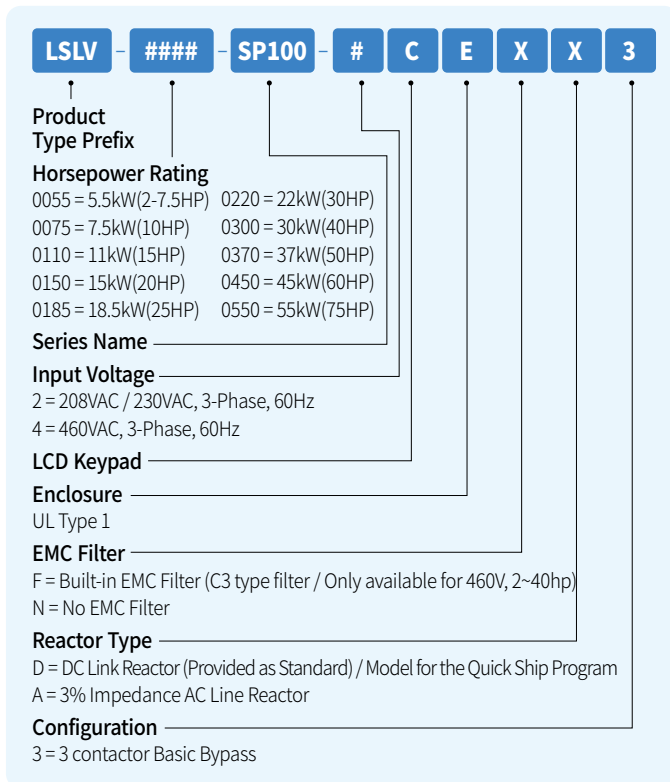 LSLV - #### - SP100 - # C E X X 3
Product
Type Prefix
Horsepower Rating
0055 = 5.5kW(2-7.5HP) 0220 = 22kW(30HP)
0075 = 7.5kW(10HP) 0300 = 30kW(40HP)
0110 = 11kW(15HP) 0370 = 37kW(50HP)
0150 = 15kW(20HP) 0450 = 45kW(60HP)
0185 = 18.5kW(25HP) 0550 = 55kW(75HP)
Series Name
Input Voltage
2 = 208VAC / 230VAC, 3-Phase, 60Hz
4 = 460VAC, 3-Phase, 60Hz
LCD Keypad
Enclosure
UL Type 1
EMC Filter
F = Built-in EMC Filter (C3 type filter / Only available for 460V, 2~40hp)
N = No EMC Filter
Reactor Type
D = DC Link Reactor (Provided as Standard) / Model for the Quick Ship Program
A = 3% Impedance AC Line Reactor
Configuration
3 = 3 contactor Basic Bypass